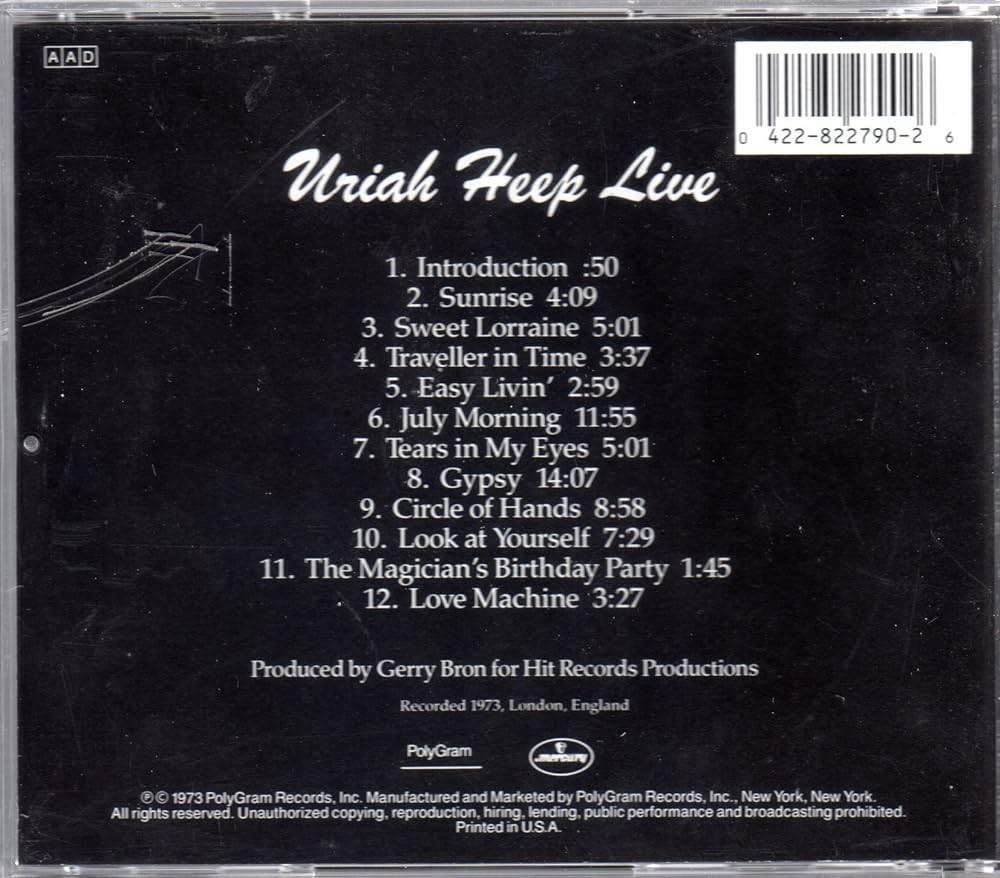 AAD
0 422-822790-2 6
Uriah Heep Live
1. Introduction :50
2. Sunrise 4:09
3. Sweet Lorraine 5:01
4. Traveller in Time 3:37
5. Easy Livin' 2:59
6. July Morning 11:55
7. Tears in My Eyes 5:01
8. Gypsy 14:07
9. Circle of Hands 8:58
10. Look at Yourself 7:29
11. The Magician's Birthday Party 1:45
12. Love Machine 3:27
Produced by Gerry Bron for Hit Records Productions
Recorded 1973, London, England
PolyGram
mercury
℗ © 1973 PolyGram Records, Inc. Manufactured and Marketed by PolyGram Records, Inc., New York, New York.
All rights reserved. Unauthorized copying, reproduction, hiring, lending, public performance and broadcasting prohibited.
Printed in U.S.A.